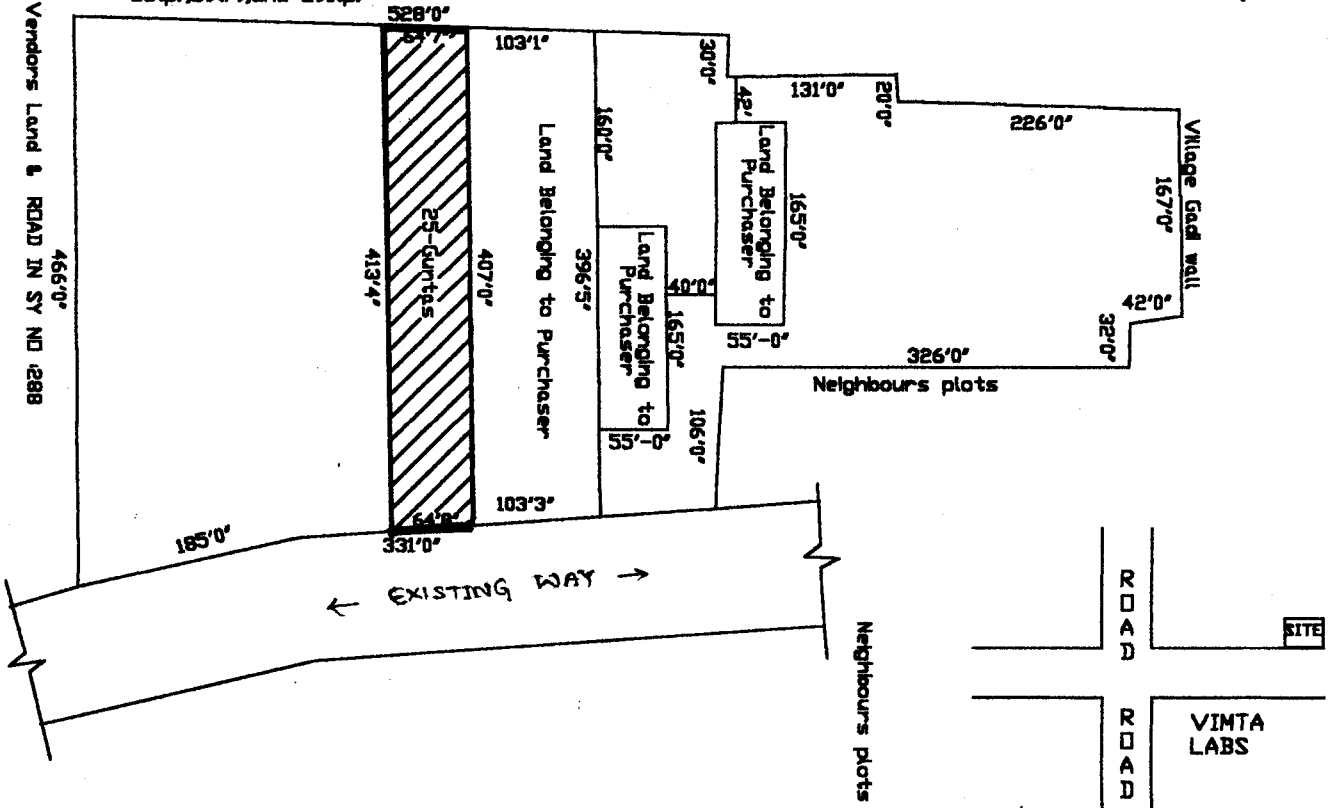 528'0"
64'7"
103'1"
30'0"
131'0"
20'0"
226'0"
42'
Village Gadi wall
167'0"
42'0"
32'0"
326'0"
Neighbours plots
Land Belonging to
Purchaser
165'0"
55'-0"
160'0"
Land Belonging to
Purchaser
165'0"
40'0"
55'-0"
106'0"
396'5"
Land Belonging to Purchaser
103'3"
407'0"
25-Guntas
413'4"
64'8"
331'0"
185'0"
466'0"
Vendors Land & ROAD IN SY NO :288
← EXISTING WAY →
Neighbours plots
ROAD
SITE
ROAD
VIMTA
LABS